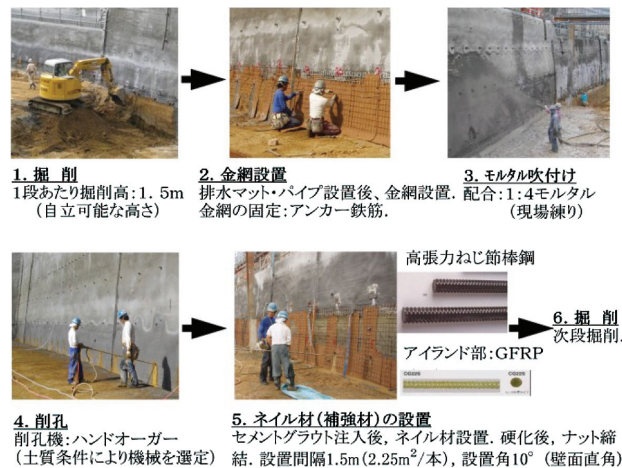 1. 掘 削
1段あたり掘削高:1.5m
(自立可能な高さ)
2. 金網設置
排水マット・パイプ設置後、金網設置.
金網の固定:アンカー鉄筋.
3. モルタル吹付け
配合:1:4モルタル
(現場練り)
4. 削孔
削孔機:ハンドオーガー
(土質条件により機械を選定)
高張力ねじ節棒鋼
アイランド部:GFRP
CG225 CG225
5. ネイル材(補強材)の設置
セメントグラウト注入後, ネイル材設置. 硬化後, ナット締
結. 設置間隔1.5m(2.25m²/本), 設置角10° (壁面直角)
6. 掘 削
次段掘削.